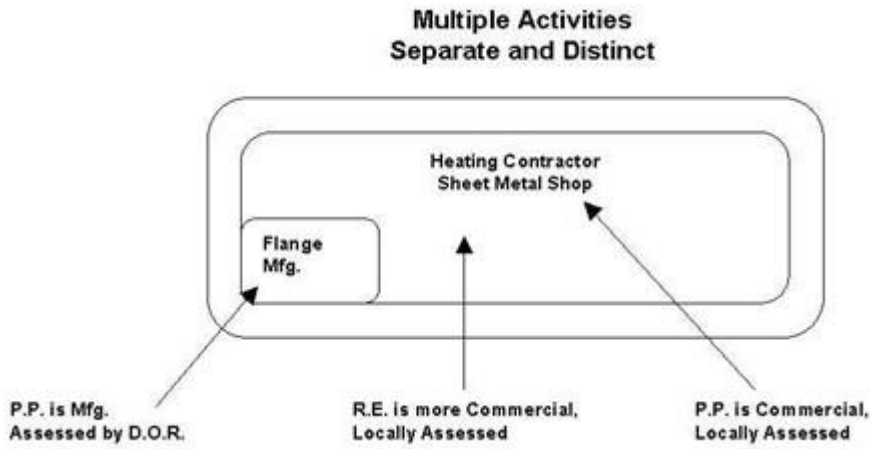 Multiple Activities
Separate and Distinct
Heating Contractor
Sheet Metal Shop
Flange
Mfg.
P.P. is Mfg.
Assessed by D.O.R.
R.E. is more Commercial,
Locally Assessed
P.P. is Commercial,
Locally Assessed